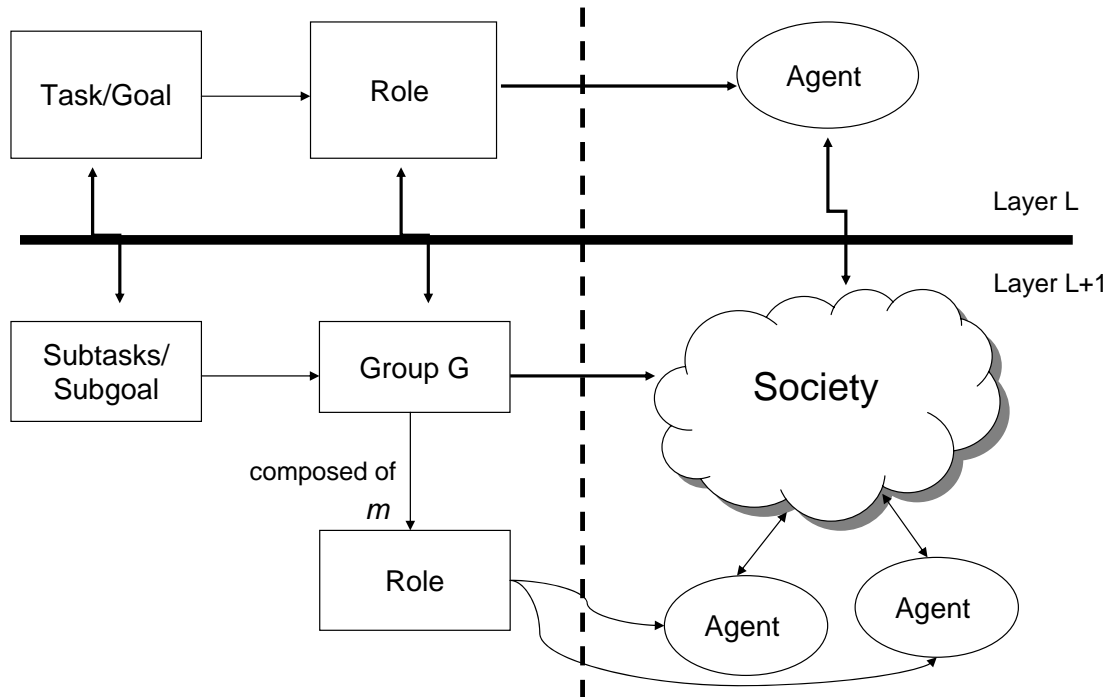 Task/Goal
Role
Agent
Layer L
Layer L+1
Subtasks/
Subgoal
Group G
Society
composed of
m
Role
Agent
Agent